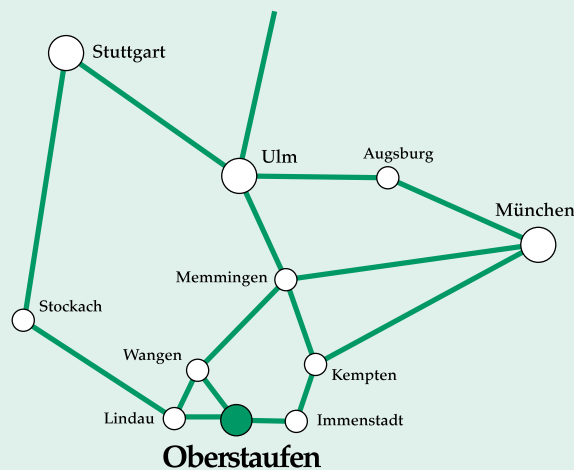 Stuttgart
Ulm
Augsburg
München
Memmingen
Stockach
Wangen
Kempten
Lindau
Immenstadt
Oberstaufen